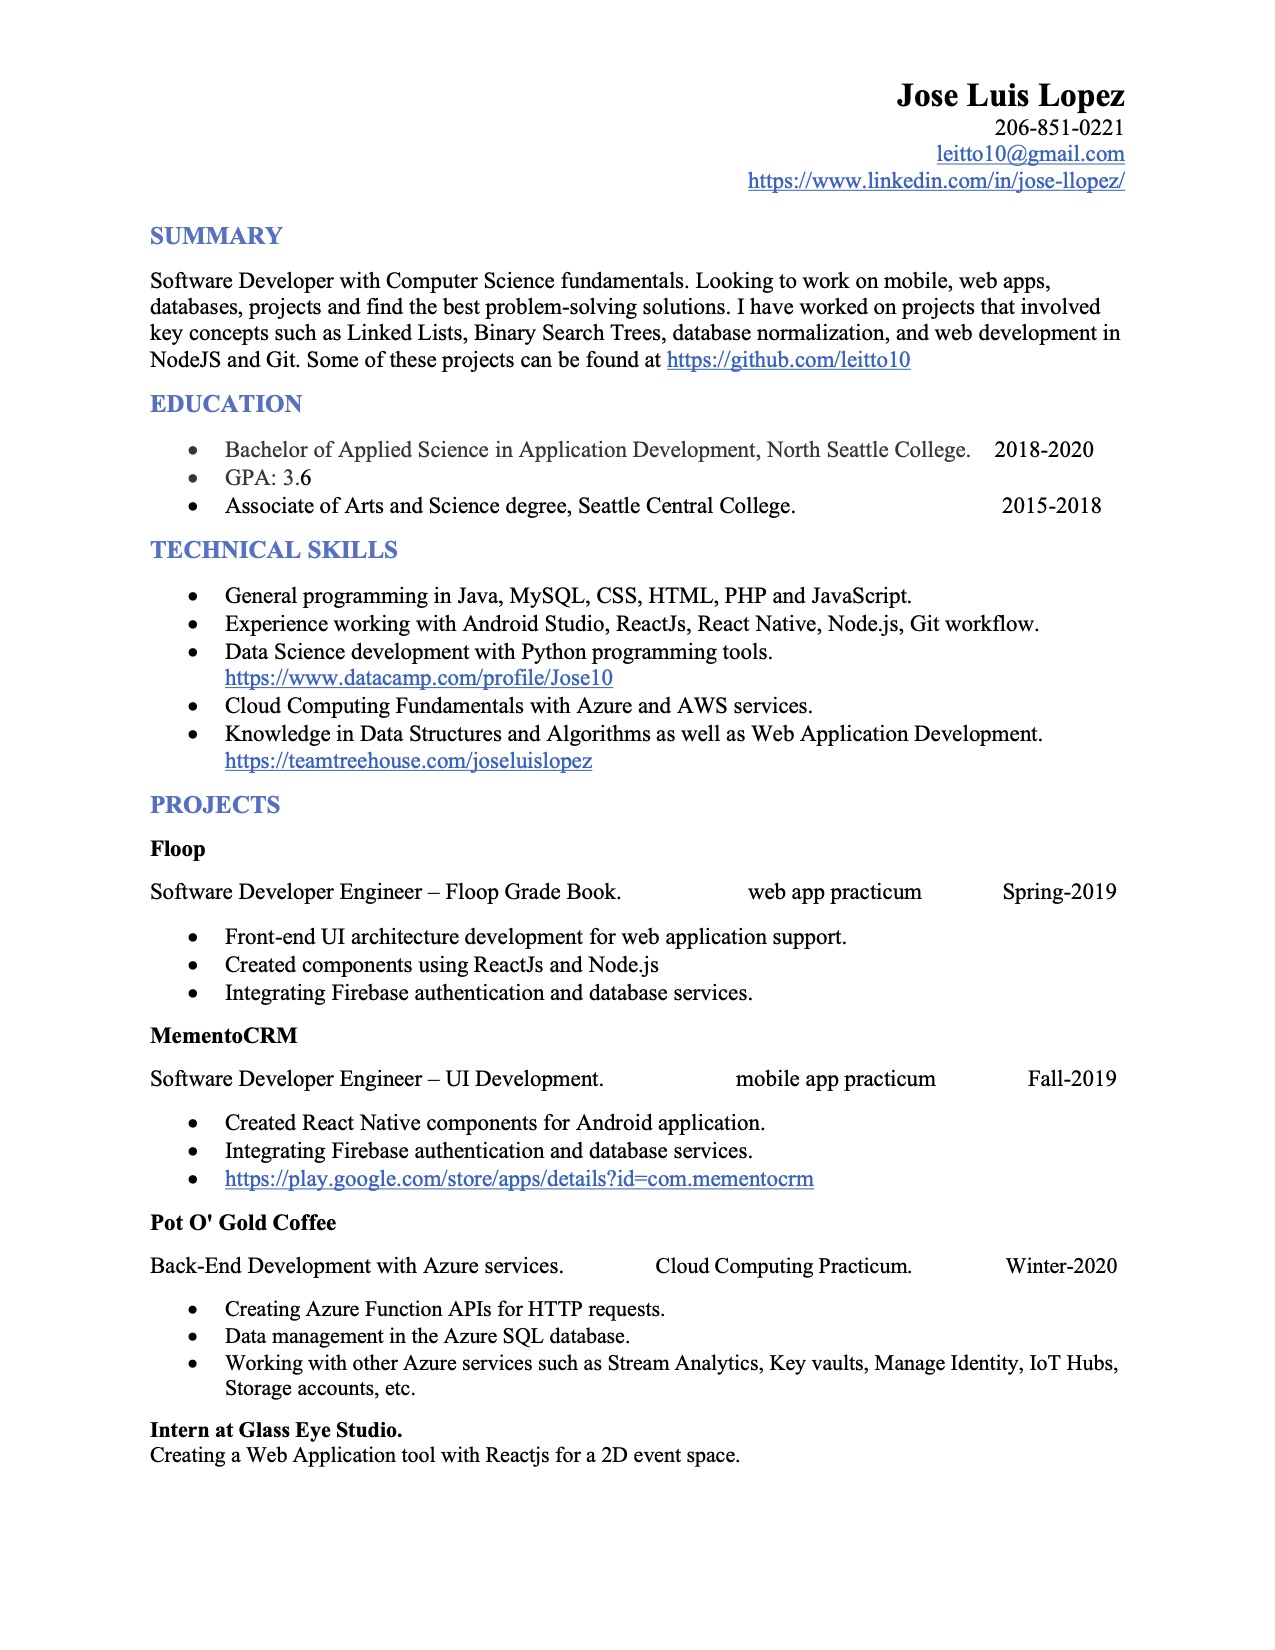 Jose Luis Lopez
206-851-0221
leitto10@gmail.com
https://www.linkedin.com/in/jose-llopez/
SUMMARY
Software Developer with Computer Science fundamentals. Looking to work on mobile, web apps,
databases, projects and find the best problem-solving solutions. I have worked on projects that involved
key concepts such as Linked Lists, Binary Search Trees, database normalization, and web development in
NodeJS and Git. Some of these projects can be found at https://github.com/leitto10
EDUCATION
• Bachelor of Applied Science in Application Development, North Seattle College. 2018-2020
• GPA: 3.6
• Associate of Arts and Science degree, Seattle Central College. 2015-2018
TECHNICAL SKILLS
• General programming in Java, MySQL, CSS, HTML, PHP and JavaScript.
• Experience working with Android Studio, ReactJs, React Native, Node.js, Git workflow.
• Data Science development with Python programming tools.
https://www.datacamp.com/profile/Jose10
• Cloud Computing Fundamentals with Azure and AWS services.
• Knowledge in Data Structures and Algorithms as well as Web Application Development.
https://teamtreehouse.com/joseluislopez
PROJECTS
Floop
Software Developer Engineer – Floop Grade Book. web app practicum Spring-2019
• Front-end UI architecture development for web application support.
• Created components using ReactJs and Node.js
• Integrating Firebase authentication and database services.
MementoCRM
Software Developer Engineer – UI Development. mobile app practicum Fall-2019
• Created React Native components for Android application.
• Integrating Firebase authentication and database services.
• https://play.google.com/store/apps/details?id=com.mementocrm
Pot O' Gold Coffee
Back-End Development with Azure services. Cloud Computing Practicum. Winter-2020
• Creating Azure Function APIs for HTTP requests.
• Data management in the Azure SQL database.
• Working with other Azure services such as Stream Analytics, Key vaults, Manage Identity, IoT Hubs,
Storage accounts, etc.
Intern at Glass Eye Studio.
Creating a Web Application tool with Reactjs for a 2D event space.